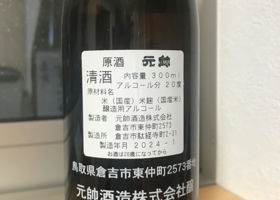 原酒 元帥
清酒 内容量 300ml
アルコール分 20度
原材料名
米(国産)米麹(国産米)
醸造用アルコール
製造者 元帥酒造株式会社
倉吉市東仲町2573
製造所 倉吉市駄経寺町2-31
製造年月 2024.1
お酒は20歳になってから
鳥取県倉吉市東仲町2573番地
元帥酒造株式会社醸